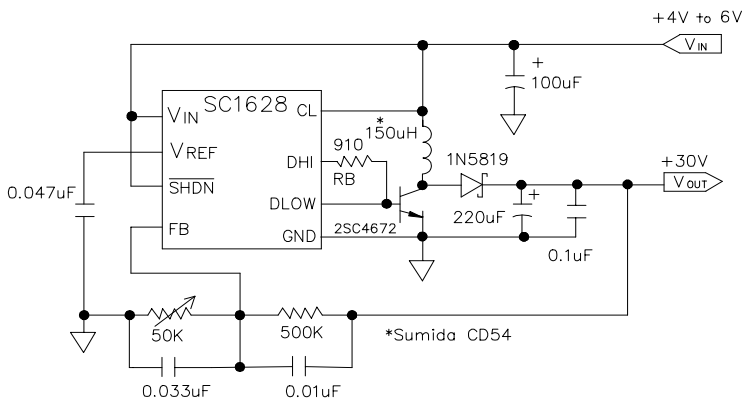 +4V to 6V
VIN
+
100uF
SC1628
CL
VIN
VREF
SHDN
FB
DHI
DLOW
GND
910
RB
*
150uH
1N5819
+30V
VOUT
+
220uF
0.1uF
2SC4672
0.047uF
50K
500K
*Sumida CD54
0.033uF
0.01uF